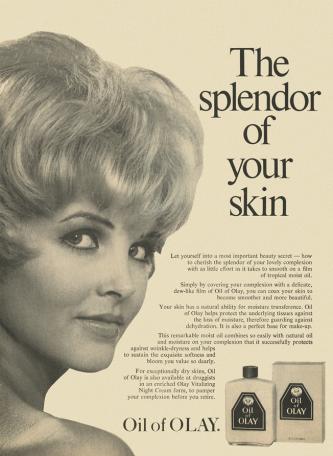 The
splendor
of
your
skin
Let yourself into a most important beauty secret — how
to cherish the splendor of your lovely complexion
with as little effort as it takes to smooth on a film
of tropical moist oil.
Simply by covering your complexion with a delicate,
dew-like film of Oil of Olay, you can coax your skin to
become smoother and more beautiful.
Your skin has a natural ability for moisture transference. Oil
of Olay helps protect the underlying tissues against
the loss of moisture, therefore guarding against
dehydration. It is also a perfect base for make-up.
This remarkable moist oil combines so easily with natural oil
and moisture on your complexion that it successfully protects
against wrinkle-dryness and helps
to sustain the exquisite softness and
bloom you value so dearly.
For exceptionally dry skins, Oil
of Olay is also available at druggists
in an enriched Olay Vitalizing
Night Cream form, to pamper
your complexion before you retire.
Oil of OLAY.
Oil
of
OLAY
Oil
of
OLAY